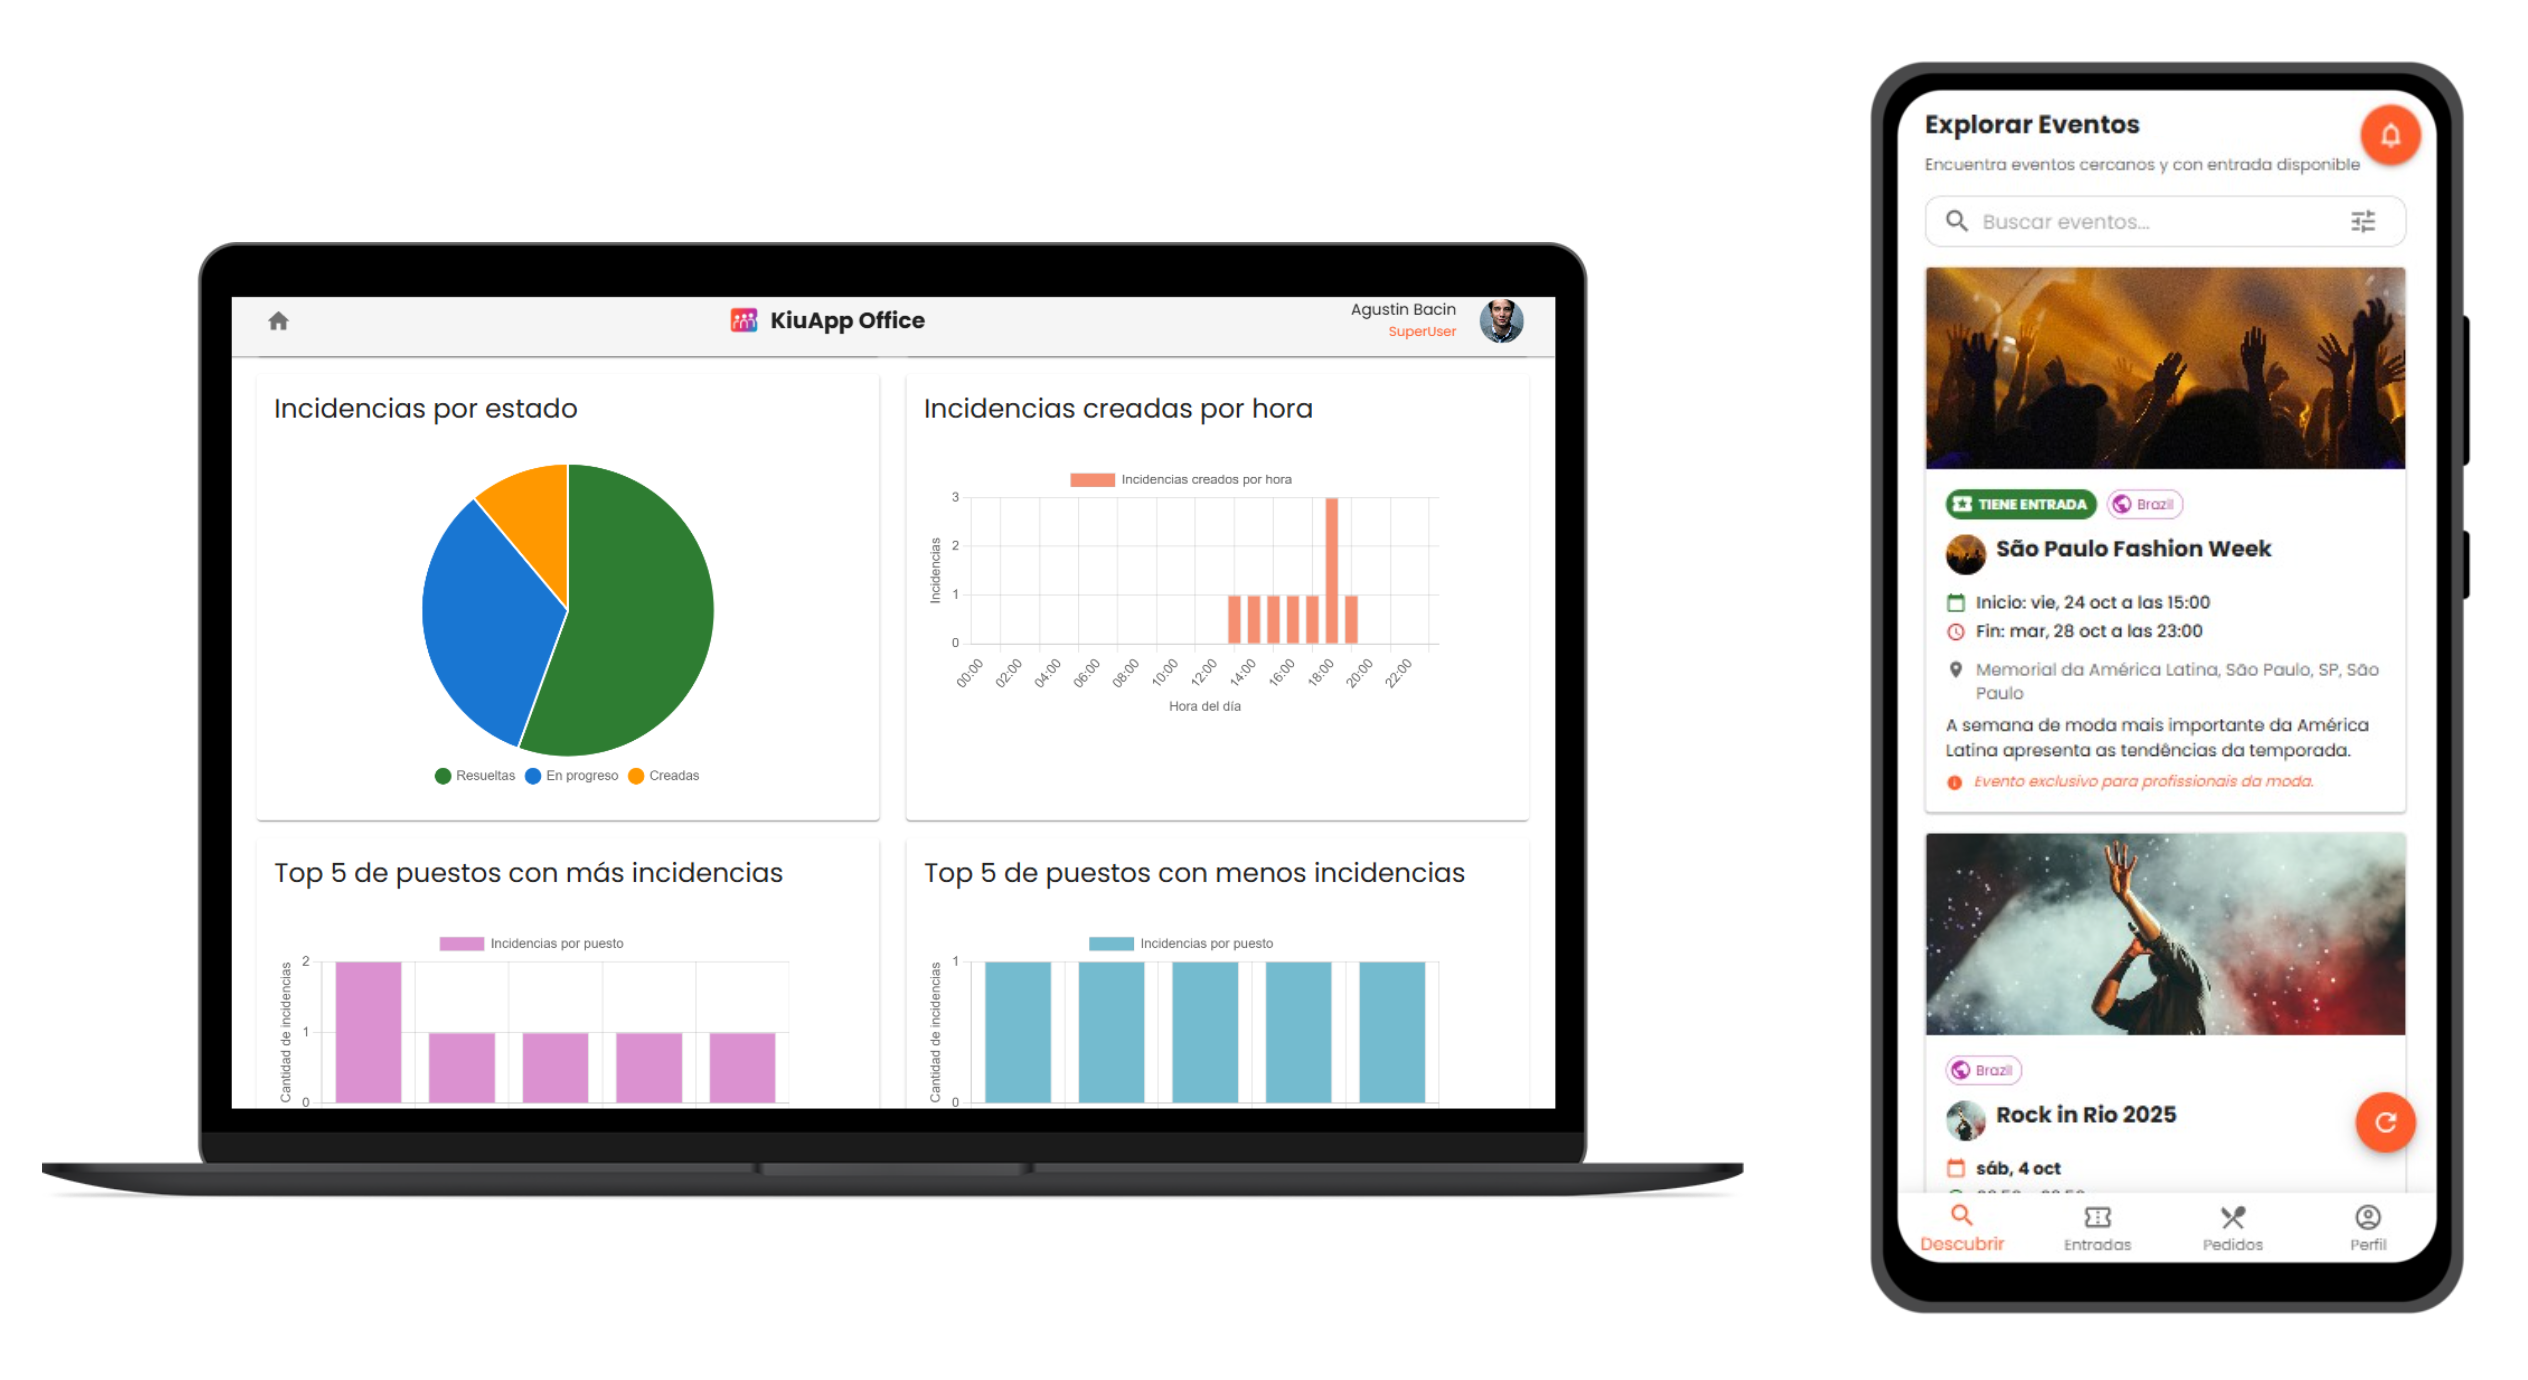 KiuApp Office
Agustin Bacin
SuperUser
Incidencias por estado
Resueltas
En progreso
Creadas
Incidencias creadas por hora
Incidencias creados por hora
Incidencias
3
2
1
0
00:00
02:00
04:00
06:00
08:00
10:00
12:00
14:00
16:00
18:00
20:00
22:00
Hora del día
Top 5 de puestos con más incidencias
Incidencias por puesto
Cantidad de incidencias
2
1
0
Top 5 de puestos con menos incidencias
Incidencias por puesto
Cantidad de incidencias
1
0
Explorar Eventos
Encuentra eventos cercanos y con entrada disponible
Buscar eventos...
TIENE ENTRADA
Brazil
São Paulo Fashion Week
Inicio: vie, 24 oct a las 15:00
Fin: mar, 28 oct a las 23:00
Memorial da América Latina, São Paulo, SP, São
Paulo
A semana de moda mais importante da América
Latina apresenta as tendências da temporada.
Evento exclusivo para profissionais da moda.
Brazil
Rock in Rio 2025
sáb, 4 oct
Descubrir
Entradas
Pedidos
Perfil